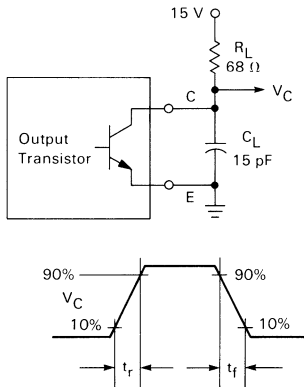 15 V
R_L
68 Ω
V_C
C
Output
Transistor
C_L
15 pF
E
90%
90%
V_C
10%
10%
t_r
t_f